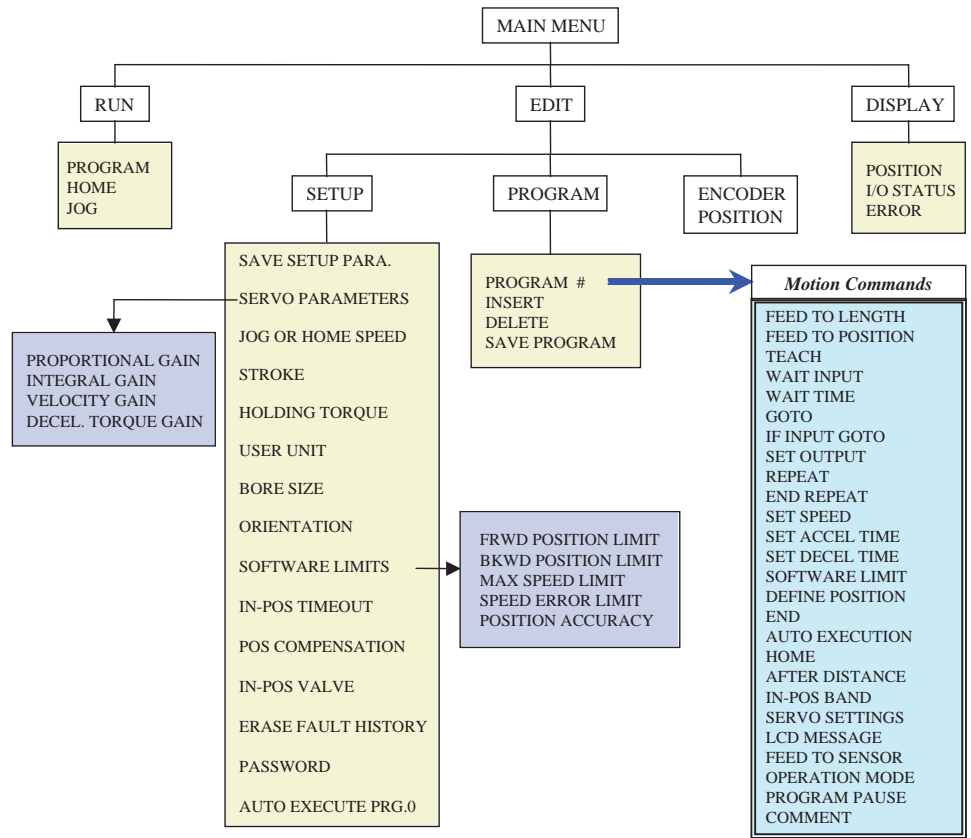 MAIN MENU
RUN
EDIT
DISPLAY
PROGRAM
HOME
JOG
POSITION
I/O STATUS
ERROR
SETUP
PROGRAM
ENCODER
POSITION
SAVE SETUP PARA.
SERVO PARAMETERS
JOG OR HOME SPEED
STROKE
HOLDING TORQUE
USER UNIT
BORE SIZE
ORIENTATION
SOFTWARE LIMITS
IN-POS TIMEOUT
POS COMPENSATION
IN-POS VALVE
ERASE FAULT HISTORY
PASSWORD
AUTO EXECUTE PRG.0
PROPORTIONAL GAIN
INTEGRAL GAIN
VELOCITY GAIN
DECEL. TORQUE GAIN
FRWD POSITION LIMIT
BKWD POSITION LIMIT
MAX SPEED LIMIT
SPEED ERROR LIMIT
POSITION ACCURACY
PROGRAM #
INSERT
DELETE
SAVE PROGRAM
Motion Commands
FEED TO LENGTH
FEED TO POSITION
TEACH
WAIT INPUT
WAIT TIME
GOTO
IF INPUT GOTO
SET OUTPUT
REPEAT
END REPEAT
SET SPEED
SET ACCEL TIME
SET DECEL TIME
SOFTWARE LIMIT
DEFINE POSITION
END
AUTO EXECUTION
HOME
AFTER DISTANCE
IN-POS BAND
SERVO SETTINGS
LCD MESSAGE
FEED TO SENSOR
OPERATION MODE
PROGRAM PAUSE
COMMENT